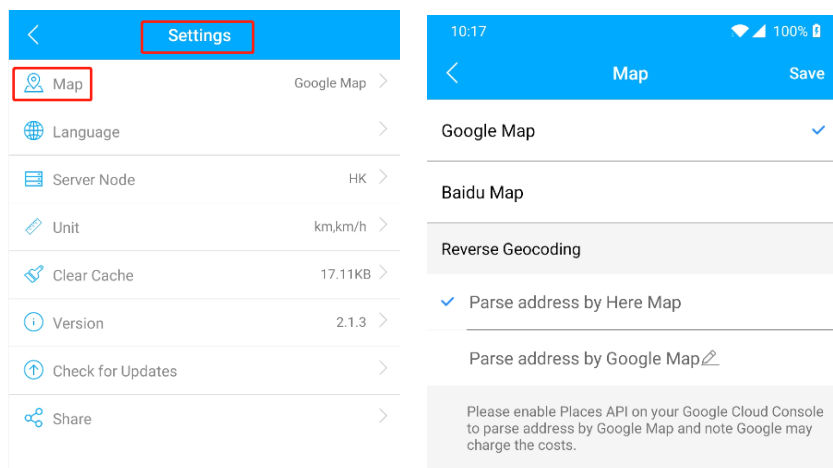 Settings
Map
Google Map
Language
Server Node
HK
Unit
km,km/h
Clear Cache
17.11KB
Version
2.1.3
Check for Updates
Share
10:17
100%
Map
Save
Google Map
Baidu Map
Reverse Geocoding
Parse address by Here Map
Parse address by Google Map
Please enable Places API on your Google Cloud Console
to parse address by Google Map and note Google may
charge the costs.